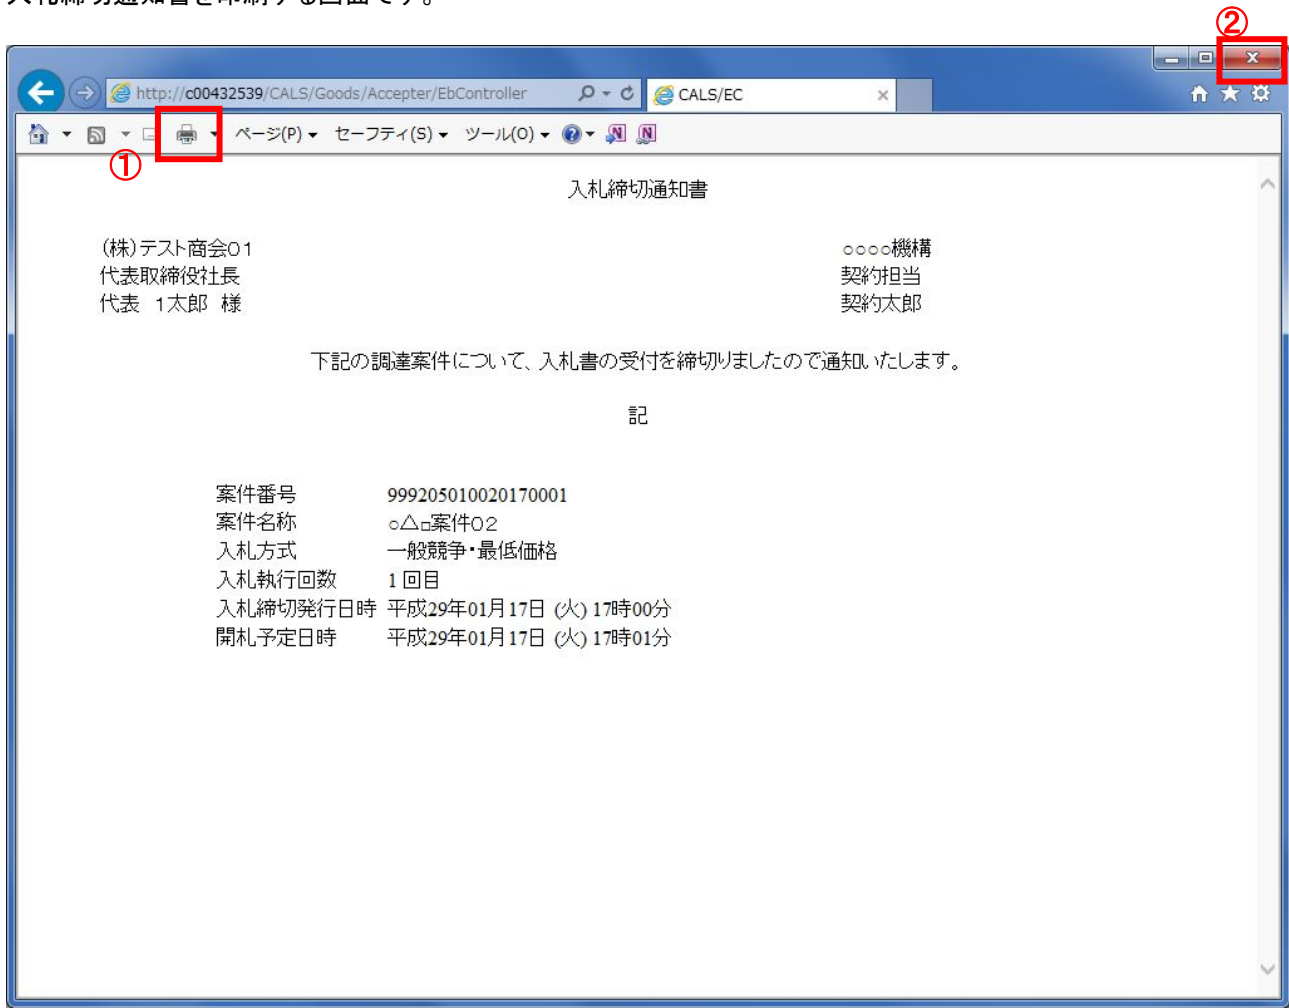 入札締切通知書を印刷する画面です。
②
http://c00432539/CALS/Goods/Accepter/EbController
CALS/EC
ページ(P)
セーフティ(S)
ツール(O)
①
入札締切通知書
(株)テスト商会01
○○○○機構
代表取締役社長
契約担当
代表 1太郎 様
契約太郎
下記の調達案件について、入札書の受付を締切りましたので通知いたします。
記
案件番号 999205010020170001
案件名称 ○△□案件02
入札方式 一般競争・最低価格
入札執行回数 1回目
入札締切発行日時 平成29年01月17日 (火) 17時00分
開札予定日時 平成29年01月17日 (火) 17時01分